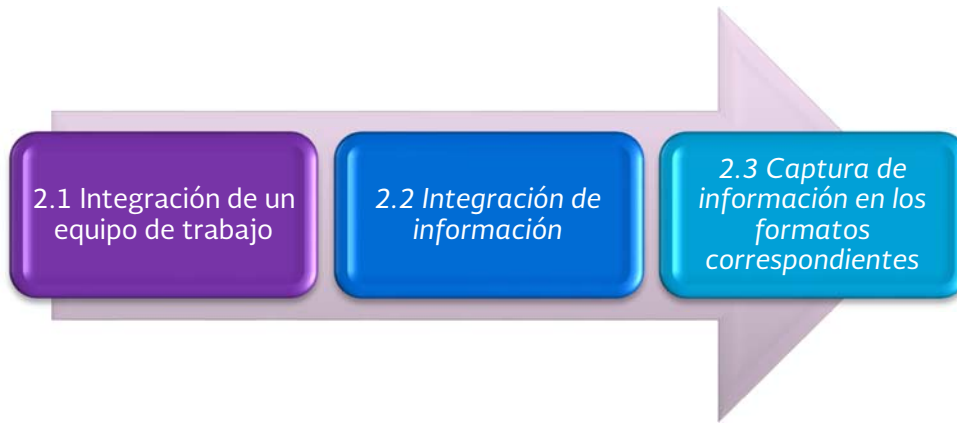 2.1 Integración de un
equipo de trabajo
2.2 Integración de
información
2.3 Captura de
información en los
formatos
correspondientes